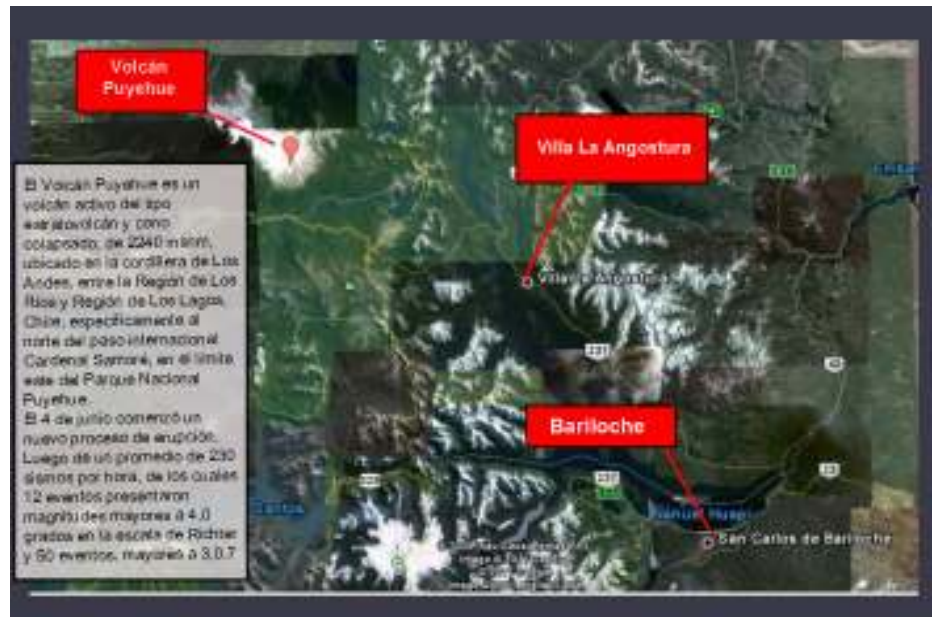 Volcán
Puyehue
Villa La Angostura
Bariloche
El Volcán Puyehue es un
volcán activo del tipo
estratovolcán y cono
colapsado, de 2240 msnm,
ubicado en la cordillera de Los
Andes, entre la Región de Los
Ríos y Región de Los Lagos,
Chile; específicamente al
norte del paso internacional
Cardenal Samoré, en el límite
este del Parque Nacional
Puyehue.
El 4 de junio comenzó un
nuevo proceso de erupción.
Luego de un promedio de 230
sismos por hora, de los cuales
12 eventos presentaron
magnitudes mayores a 4,0
grados en la escala de Richter
y 50 eventos, mayores a 3,0.7
Villa La Angostura
231
237
Nahuel Huapi
San Carlos de Bariloche